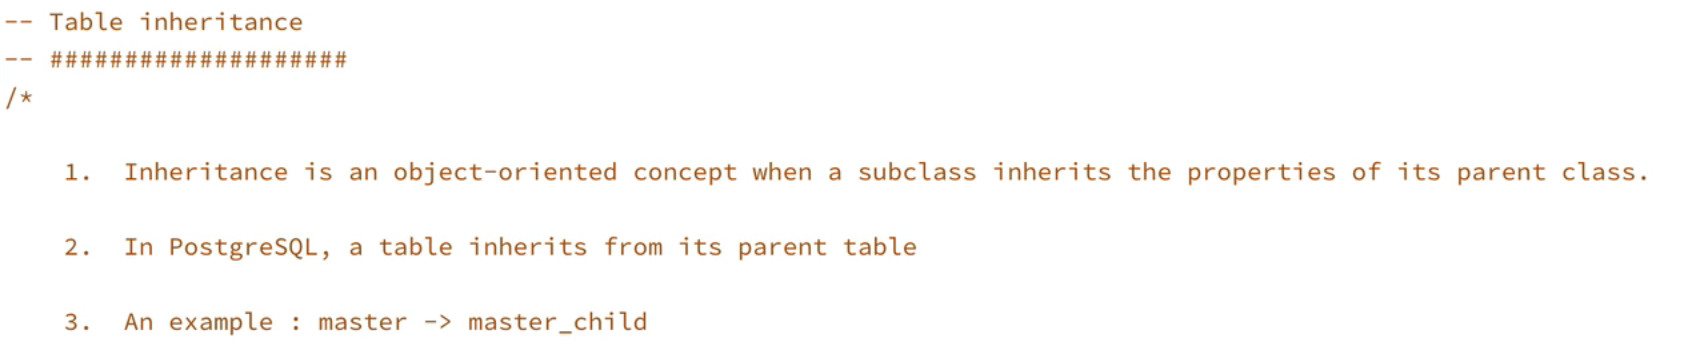 -- Table inheritance
-- ####################
/*
1. Inheritance is an object-oriented concept when a subclass inherits the properties of its parent class.
2. In PostgreSQL, a table inherits from its parent table
3. An example : master -> master_child